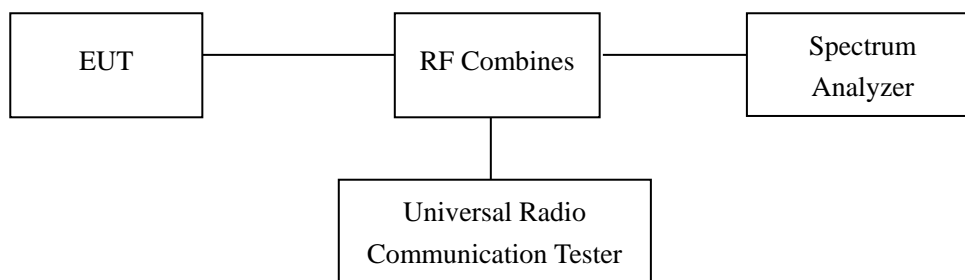 EUT
RF Combines
Spectrum
Analyzer
Universal Radio
Communication Tester